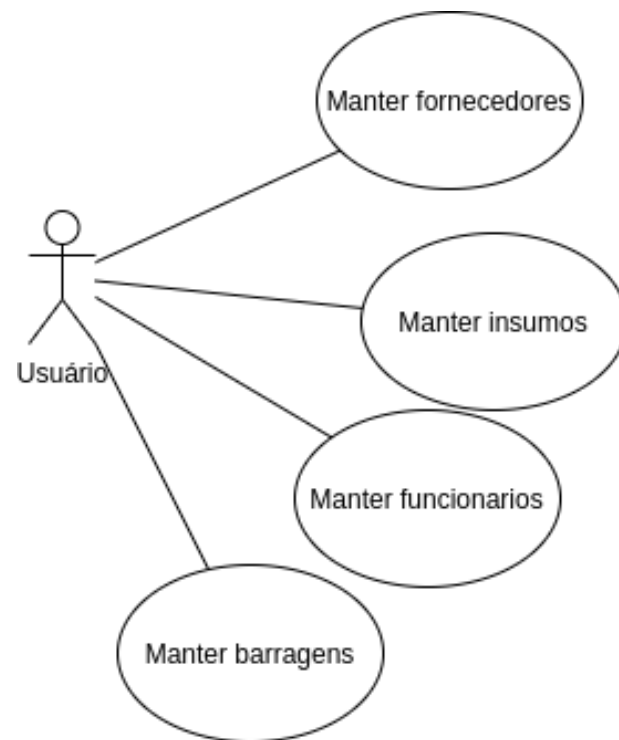 Manter fornecedores
Manter insumos
Usuário
Manter funcionarios
Manter barragens